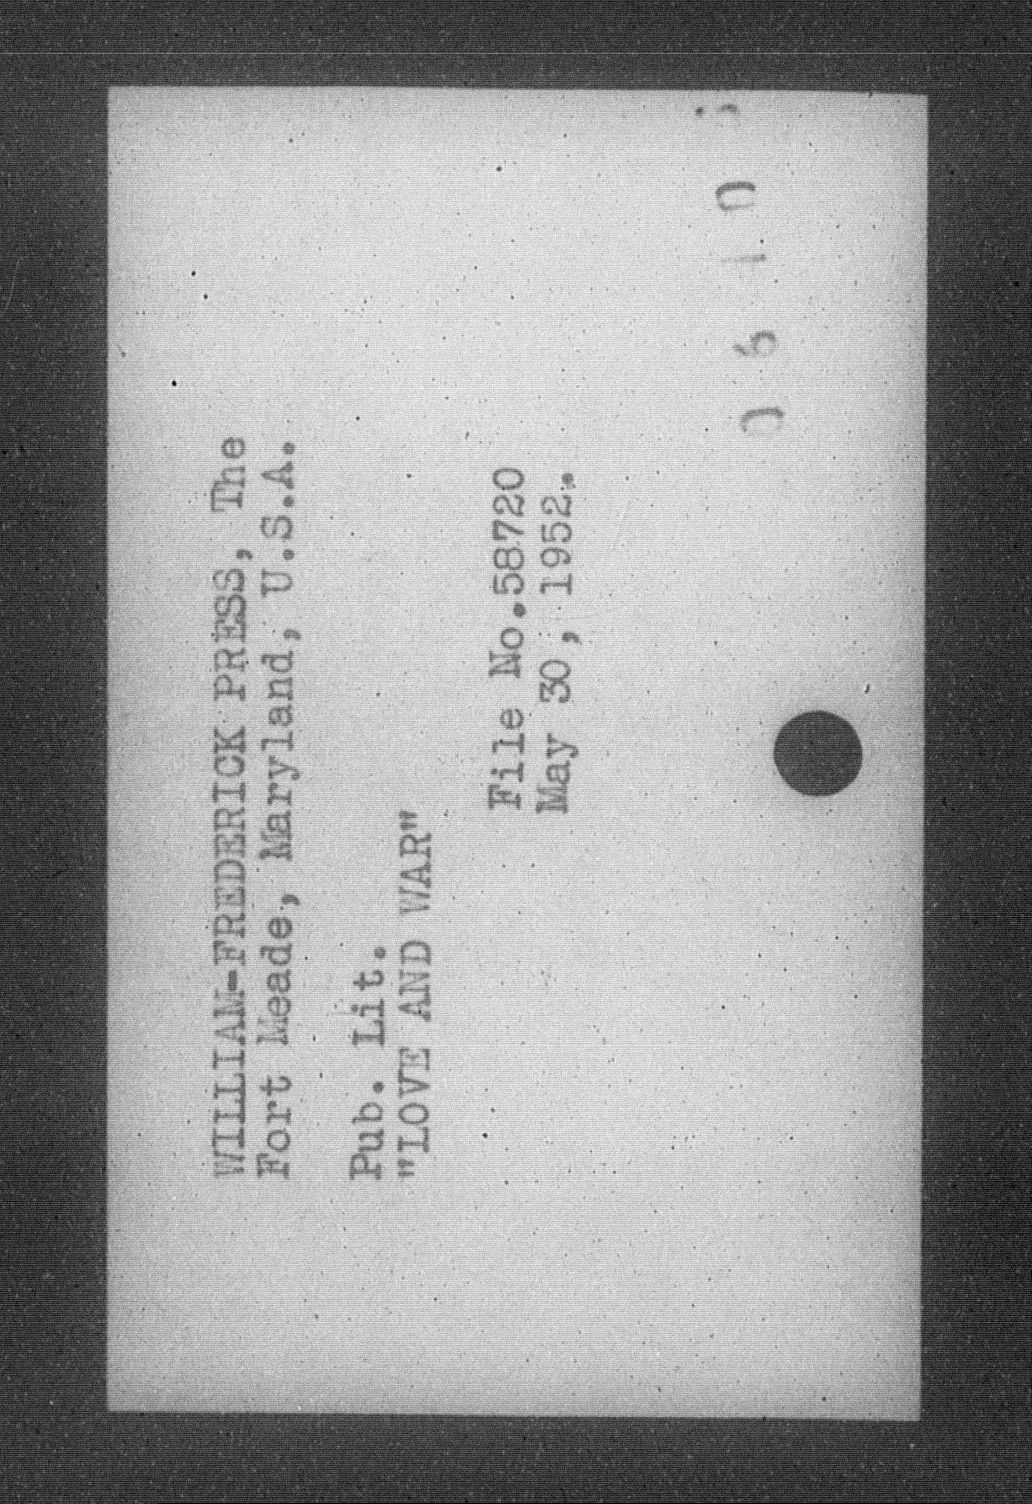 WILLIAM-FREDERICK PRESS, The
Fort Meade, Maryland, U.S.A.
Pub. Lit.
"LOVE AND WAR"
File No.58720
May 30, 1952.